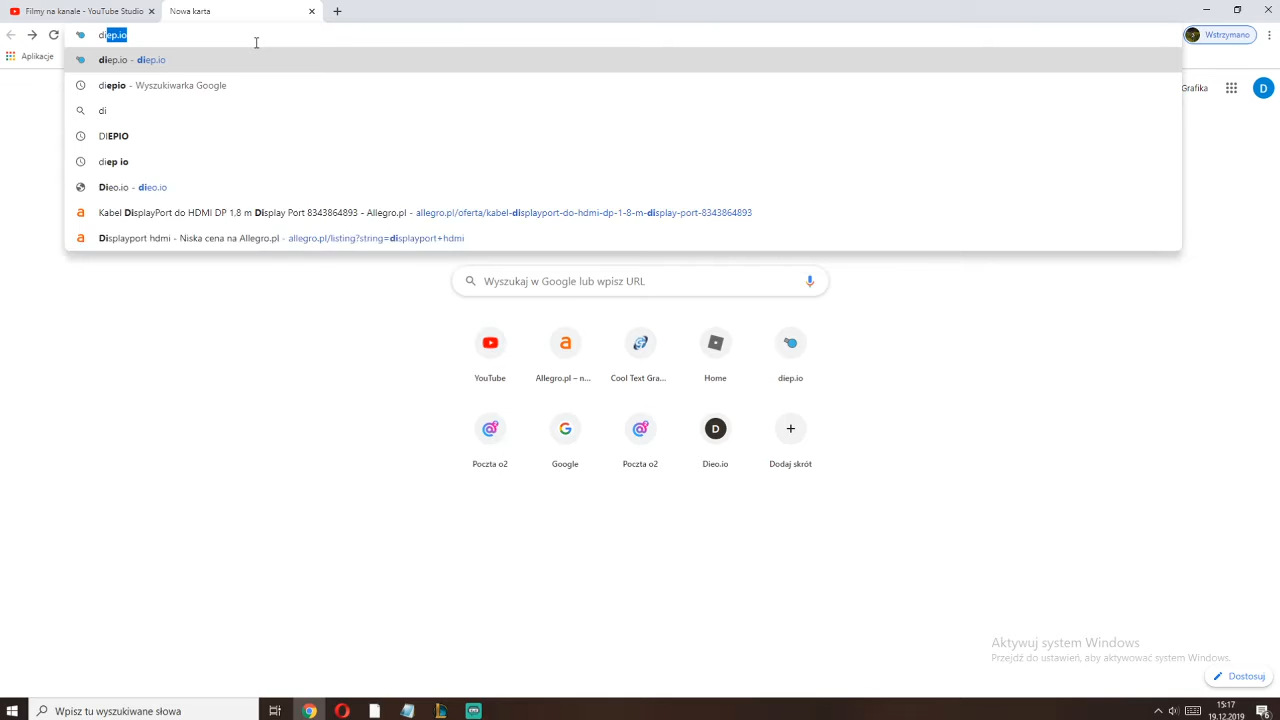 Filmy na kanale - YouTube Studio
Nowa karta
diep.io
Wstrzymano
Aplikacje
diep.io - diep.io
diepio - Wyszukiwarka Google
di
DIEPIO
diep io
Dieo.io - dieo.io
Kabel DisplayPort do HDMI DP 1,8 m Display Port 8343864893 - Allegro.pl - allegro.pl/oferta/kabel-displayport-do-hdmi-dp-1-8-m-display-port-8343864893
Displayport hdmi - Niska cena na Allegro.pl - allegro.pl/listing?string=displayport+hdmi
Grafika
D
Wyszukaj w Google lub wpisz URL
YouTube
Allegro.pl – n...
Cool Text Gra...
Home
diep.io
D
Poczta o2
Google
Poczta o2
Dieo.io
Dodaj skrót
Aktywuj system Windows
Przejdź do ustawień, aby aktywować system Windows.
Dostosuj
Wpisz tu wyszukiwane słowa
15:17
19.12.2019